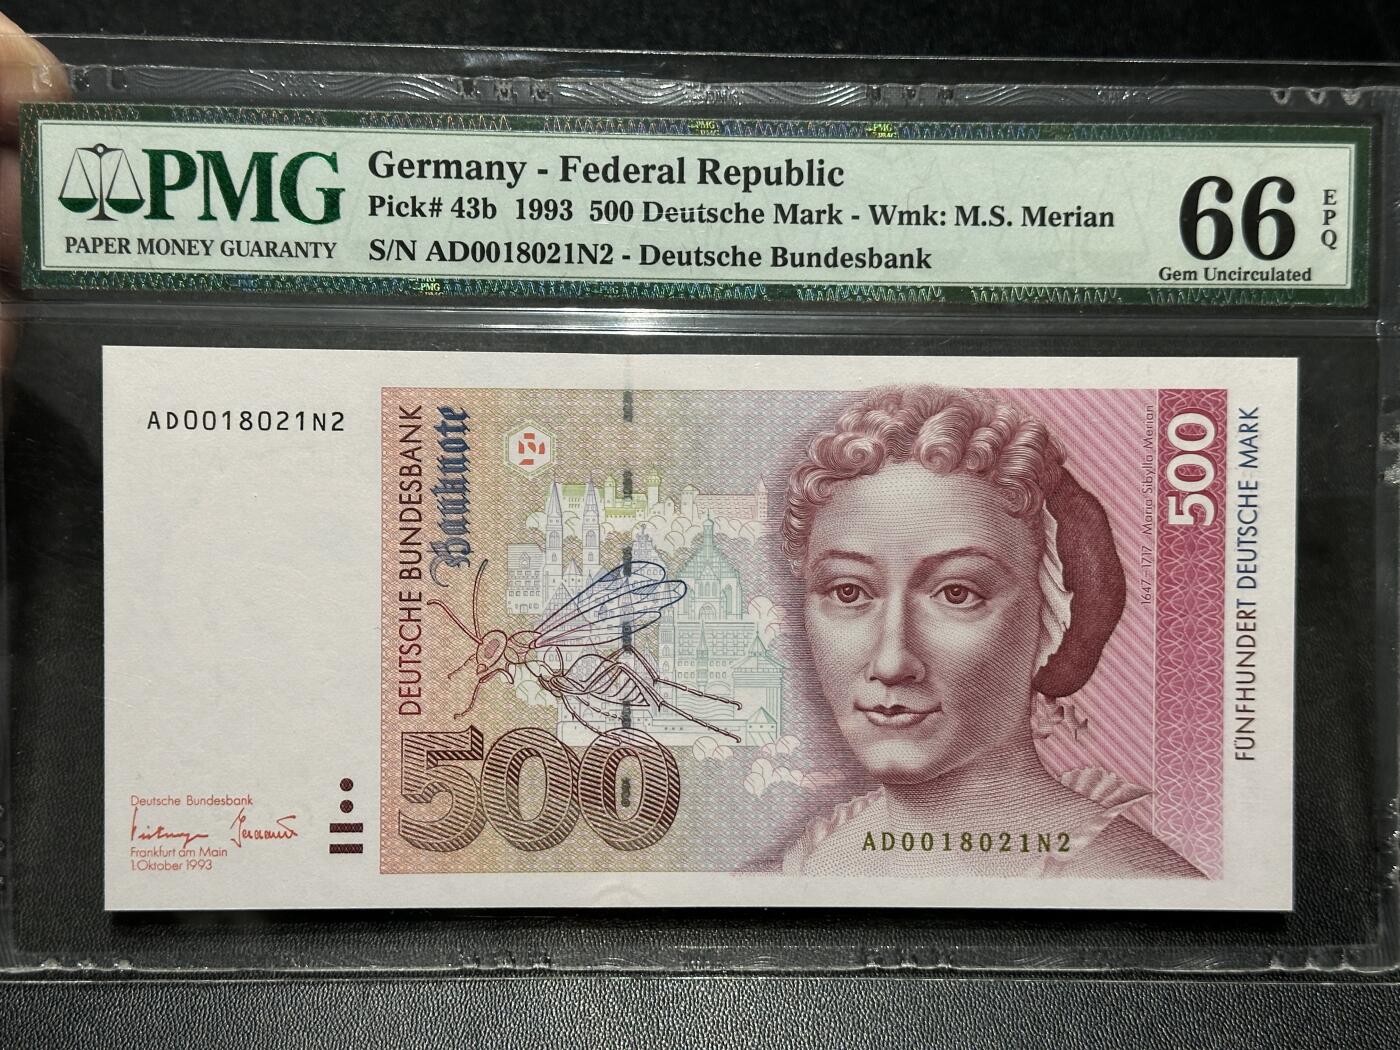 PMG
PAPER MONEY GUARANTY
Germany - Federal Republic
Pick# 43b 1993 500 Deutsche Mark - Wmk: M.S. Merian
S/N AD0018021N2 - Deutsche Bundesbank
66
EPQ
Gem Uncirculated
AD0018021N2
DEUTSCHE BUNDESBANK
Banknote
500
Deutsche Bundesbank
Frankfurt am Main
1. Oktober 1993
1647-1717 Maria Sibylla Merian
500
FÜNFHUNDERT DEUTSCHE MARK
AD0018021N2